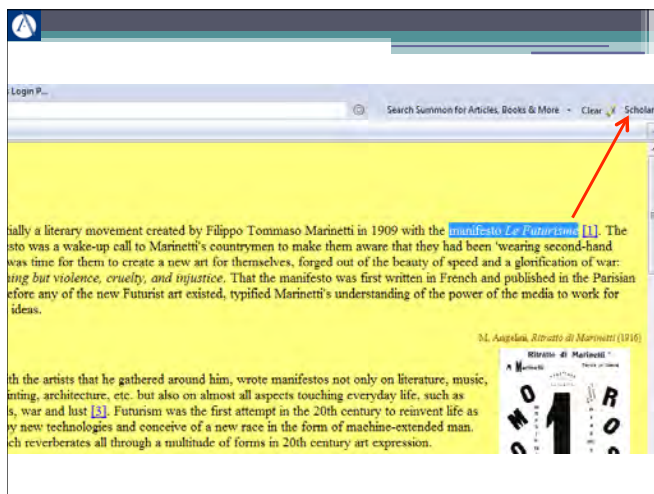 s Login P...
Search Summon for Articles, Books & More Clear Scholar
ially a literary movement created by Filippo Tommaso Marinetti in 1909 with the manifesto Le Futurisme [1]. The
sto was a wake-up call to Marinetti's countrymen to make them aware that they had been 'wearing second-hand
was time for them to create a new art for themselves, forged out of the beauty of speed and a glorification of war:
ning but violence, cruelty, and injustice. That the manifesto was first written in French and published in the Parisian
efore any of the new Futurist art existed, typified Marinetti's understanding of the power of the media to work for
ideas.
M. Angelini, Ritratto di Marinetti (1916)
th the artists that he gathered around him, wrote manifestos not only on literature, music,
inting, architecture, etc. but also on almost all aspects touching everyday life, such as
s, war and lust [3]. Futurism was the first attempt in the 20th century to reinvent life as
y new technologies and conceive of a new race in the form of machine-extended man.
ch reverberates all through a multitude of forms in 20th century art expression.
Ritratto di Marinetti